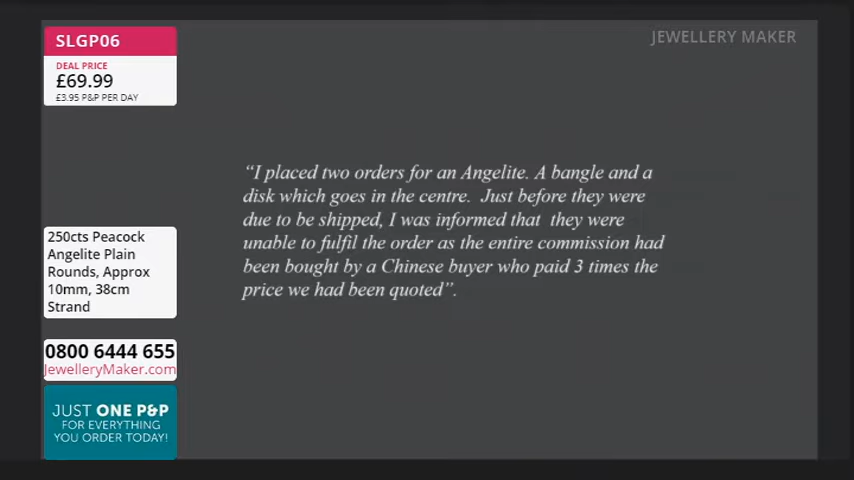 SLGP06
DEAL PRICE
£69.99
£3.95 P&P PER DAY
JEWELLERY MAKER
“I placed two orders for an Angelite. A bangle and a
disk which goes in the centre. Just before they were
due to be shipped, I was informed that they were
unable to fulfil the order as the entire commission had
been bought by a Chinese buyer who paid 3 times the
price we had been quoted”.
250cts Peacock
Angelite Plain
Rounds, Approx
10mm, 38cm
Strand
0800 6444 655
JewelleryMaker.com
JUST ONE P&P
FOR EVERYTHING
YOU ORDER TODAY!